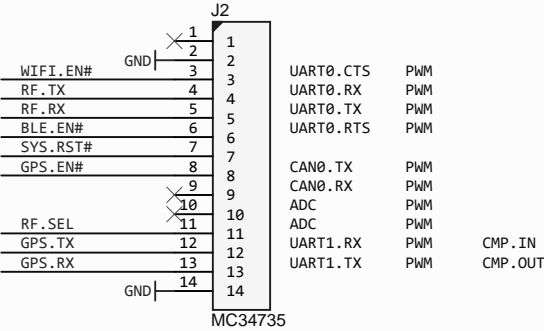 J2
1 1
GND 2 2
WIFI.EN# 3 3 UART0.CTS PWM
RF.TX 4 4 UART0.RX PWM
RF.RX 5 5 UART0.TX PWM
BLE.EN# 6 6 UART0.RTS PWM
SYS.RST# 7 7
GPS.EN# 8 8 CAN0.TX PWM
9 9 CAN0.RX PWM
10 10 ADC PWM
RF.SEL 11 11 ADC PWM
GPS.TX 12 12 UART1.RX PWM CMP.IN
GPS.RX 13 13 UART1.TX PWM CMP.OUT
GND 14 14
MC34735